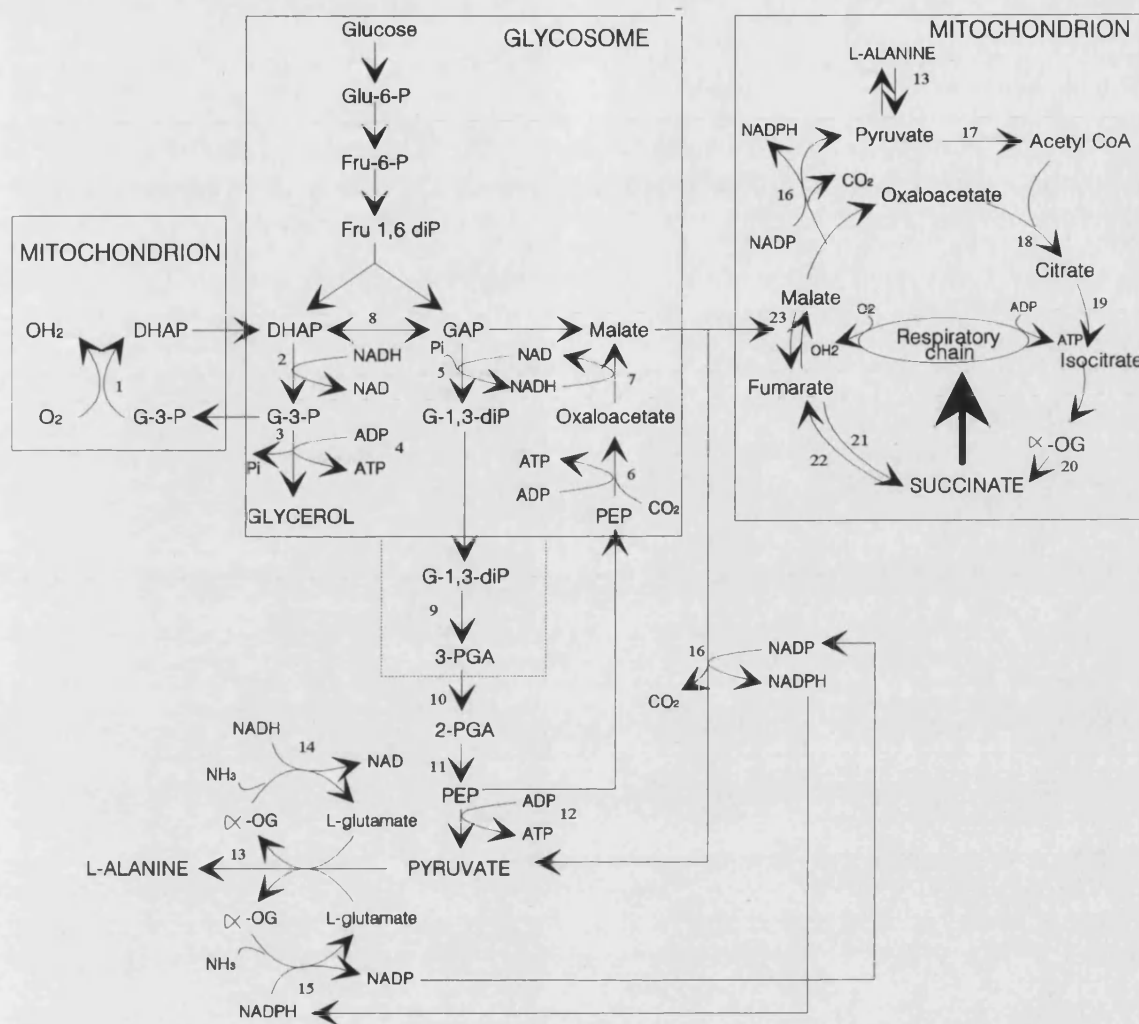 GLYCOSOME
Glucose
Glu-6-P
Fru-6-P
Fru 1,6 diP
DHAP
8
GAP
Malate
2
NADH
NAD
Pi
5
NAD
NADH
7
G-3-P
G-1,3-diP
Oxaloacetate
3
ADP
4
Pi
ATP
ATP
6
ADP
CO₂
GLYCEROL
PEP
MITOCHONDRION
OH₂
DHAP
1
O₂
G-3-P
MITOCHONDRION
L-ALANINE
13
NADPH
Pyruvate
17
Acetyl CoA
16
CO₂
Oxaloacetate
NADP
18
Citrate
Malate
19
23
O₂
ADP
OH2
Respiratory
chain
ATP
Isocitrate
Fumarate
21
22
∝-OG
20
SUCCINATE
G-1,3-diP
9
3-PGA
10
2-PGA
11
PEP
ADP
12
ATP
PYRUVATE
16
NADP
CO₂
NADPH
NADH
14
NAD
NH₃
∝-OG
L-glutamate
L-ALANINE
13
∝-OG
L-glutamate
NH₃
15
NADP
NADPH